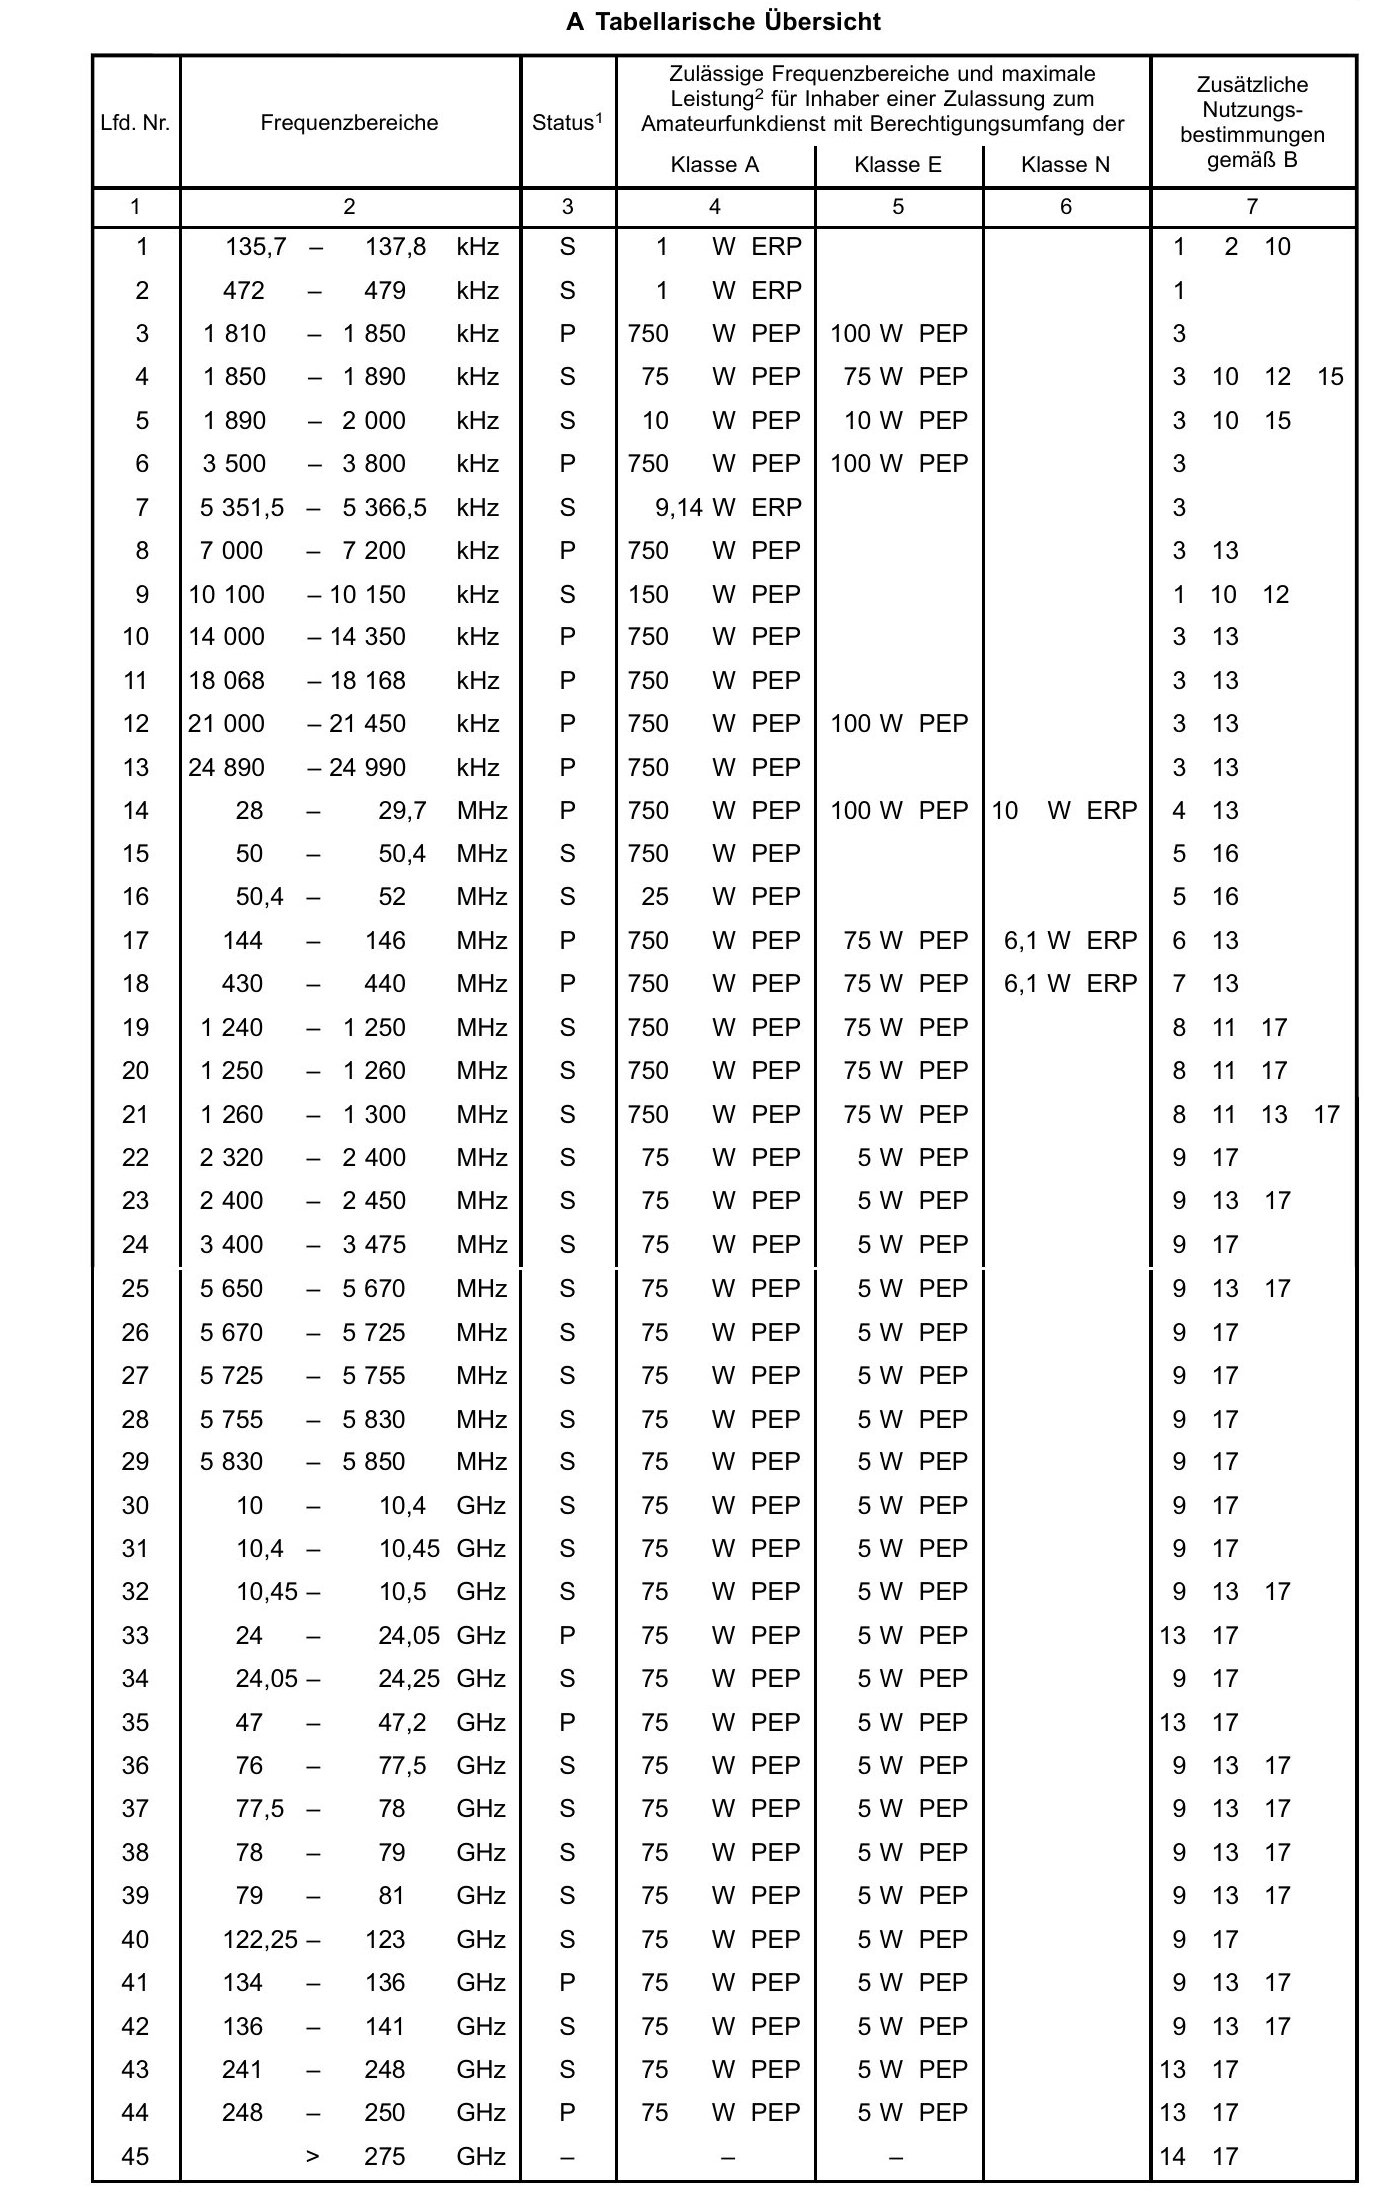 A Tabellarische Übersicht
Lfd. Nr. Frequenzbereiche Status¹ Zulässige Frequenzbereiche und maximale Leistung² für Inhaber einer Zulassung zum Amateurfunkdienst mit Berechtigungsumfang der Zusätzliche Nutzungs-bestimmungen gemäß B
Klasse A Klasse E Klasse N
1 2 3 4 5 6 7
1 135,7 – 137,8 kHz S 1 W ERP 1 2 10
2 472 – 479 kHz S 1 W ERP 1
3 1 810 – 1 850 kHz P 750 W PEP 100 W PEP 3
4 1 850 – 1 890 kHz S 75 W PEP 75 W PEP 3 10 12 15
5 1 890 – 2 000 kHz S 10 W PEP 10 W PEP 3 10 15
6 3 500 – 3 800 kHz P 750 W PEP 100 W PEP 3
7 5 351,5 – 5 366,5 kHz S 9,14 W ERP 3
8 7 000 – 7 200 kHz P 750 W PEP 3 13
9 10 100 – 10 150 kHz S 150 W PEP 1 10 12
10 14 000 – 14 350 kHz P 750 W PEP 3 13
11 18 068 – 18 168 kHz P 750 W PEP 3 13
12 21 000 – 21 450 kHz P 750 W PEP 100 W PEP 3 13
13 24 890 – 24 990 kHz P 750 W PEP 3 13
14 28 – 29,7 MHz P 750 W PEP 100 W PEP 10 W ERP 4 13
15 50 – 50,4 MHz S 750 W PEP 5 16
16 50,4 – 52 MHz S 25 W PEP 5 16
17 144 – 146 MHz P 750 W PEP 75 W PEP 6,1 W ERP 6 13
18 430 – 440 MHz P 750 W PEP 75 W PEP 6,1 W ERP 7 13
19 1 240 – 1 250 MHz S 750 W PEP 75 W PEP 8 11 17
20 1 250 – 1 260 MHz S 750 W PEP 75 W PEP 8 11 17
21 1 260 – 1 300 MHz S 750 W PEP 75 W PEP 8 11 13 17
22 2 320 – 2 400 MHz S 75 W PEP 5 W PEP 9 17
23 2 400 – 2 450 MHz S 75 W PEP 5 W PEP 9 13 17
24 3 400 – 3 475 MHz S 75 W PEP 5 W PEP 9 17
25 5 650 – 5 670 MHz S 75 W PEP 5 W PEP 9 13 17
26 5 670 – 5 725 MHz S 75 W PEP 5 W PEP 9 17
27 5 725 – 5 755 MHz S 75 W PEP 5 W PEP 9 17
28 5 755 – 5 830 MHz S 75 W PEP 5 W PEP 9 17
29 5 830 – 5 850 MHz S 75 W PEP 5 W PEP 9 17
30 10 – 10,4 GHz S 75 W PEP 5 W PEP 9 17
31 10,4 – 10,45 GHz S 75 W PEP 5 W PEP 9 17
32 10,45 – 10,5 GHz S 75 W PEP 5 W PEP 9 13 17
33 24 – 24,05 GHz P 75 W PEP 5 W PEP 13 17
34 24,05 – 24,25 GHz S 75 W PEP 5 W PEP 9 17
35 47 – 47,2 GHz P 75 W PEP 5 W PEP 13 17
36 76 – 77,5 GHz S 75 W PEP 5 W PEP 9 13 17
37 77,5 – 78 GHz S 75 W PEP 5 W PEP 9 13 17
38 78 – 79 GHz S 75 W PEP 5 W PEP 9 13 17
39 79 – 81 GHz S 75 W PEP 5 W PEP 9 13 17
40 122,25 – 123 GHz S 75 W PEP 5 W PEP 9 17
41 134 – 136 GHz P 75 W PEP 5 W PEP 9 13 17
42 136 – 141 GHz S 75 W PEP 5 W PEP 9 13 17
43 241 – 248 GHz S 75 W PEP 5 W PEP 13 17
44 248 – 250 GHz P 75 W PEP 5 W PEP 13 17
45 > 275 GHz – – – 14 17